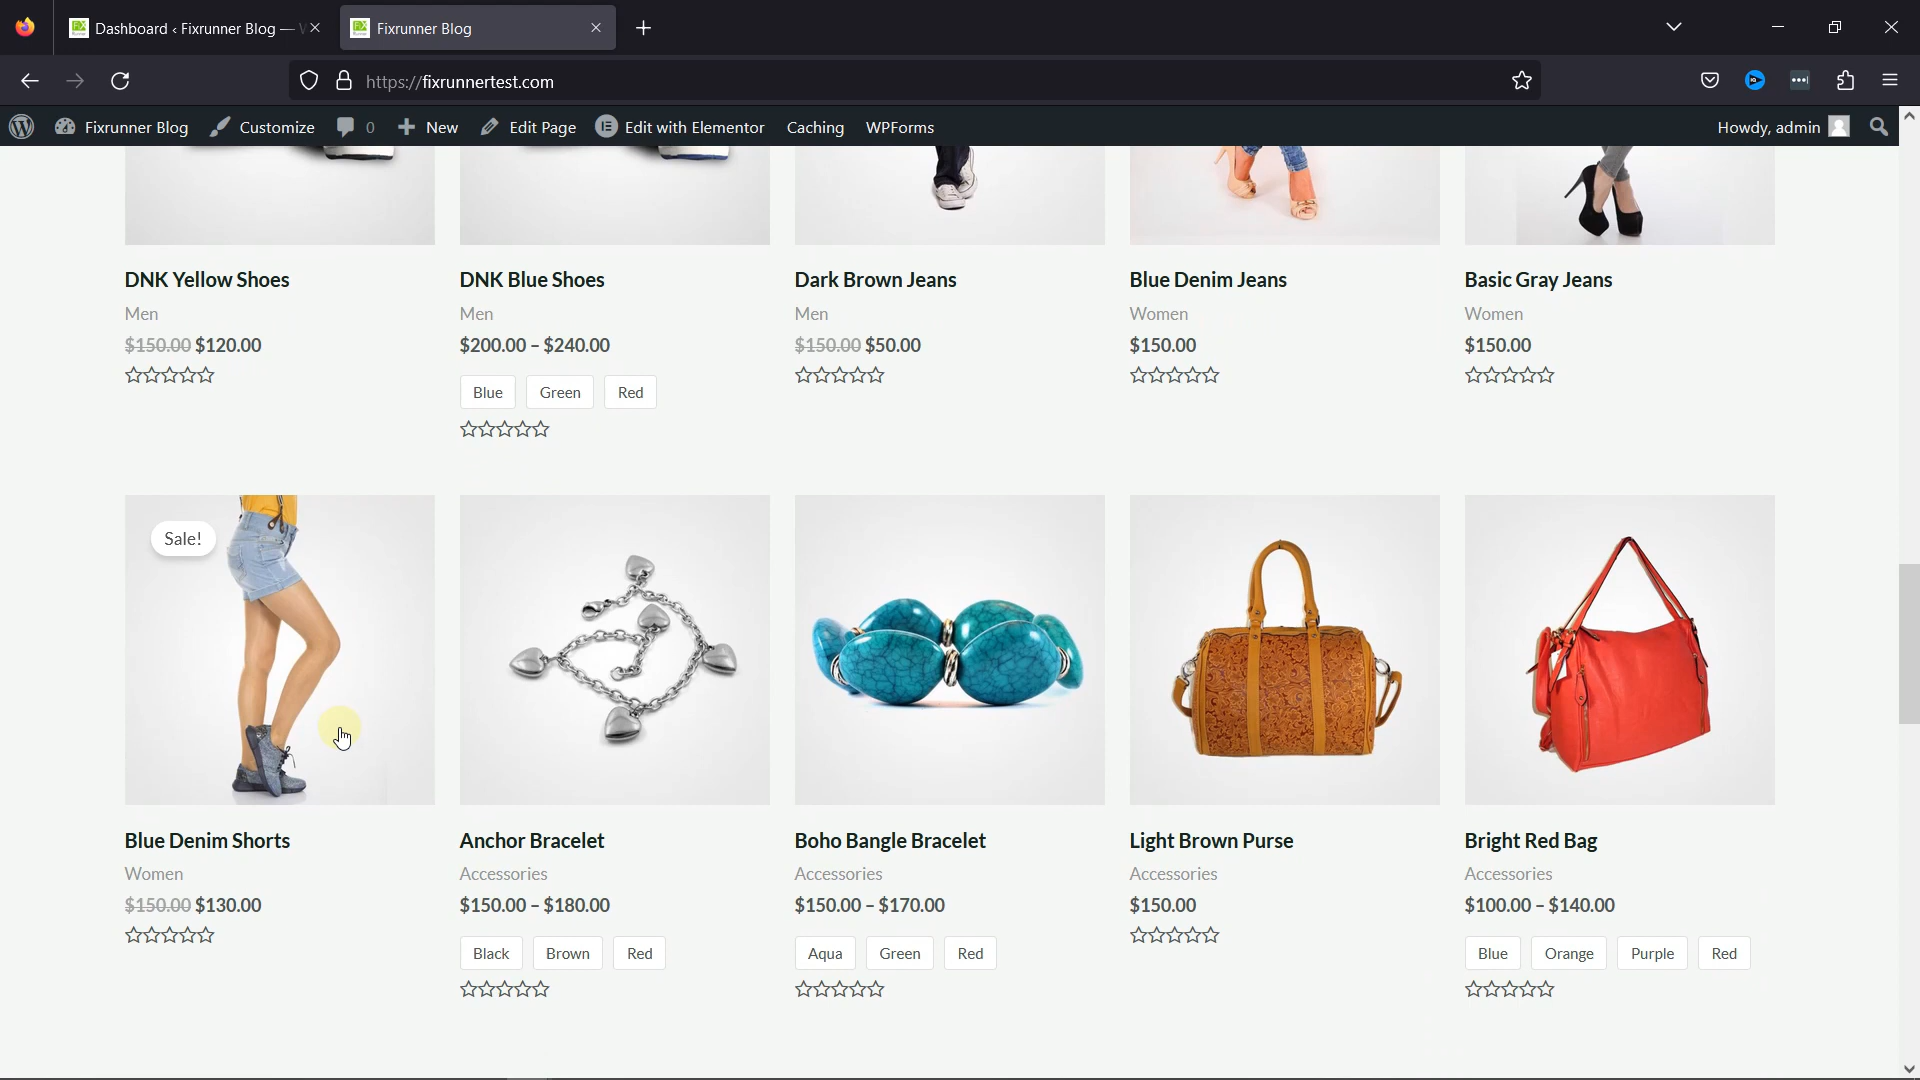 Dashboard ‹ Fixrunner Blog —
Fixrunner Blog
https://fixrunnertest.com
Fixrunner Blog
Customize
0
New
Edit Page
Edit with Elementor
Caching
WPForms
Howdy, admin
DNK Yellow Shoes
Men
$150.00 $120.00
DNK Blue Shoes
Men
$200.00 – $240.00
Blue
Green
Red
Dark Brown Jeans
Men
$150.00 $50.00
Blue Denim Jeans
Women
$150.00
Basic Gray Jeans
Women
$150.00
Sale!
Blue Denim Shorts
Women
$150.00 $130.00
Anchor Bracelet
Accessories
$150.00 – $180.00
Black
Brown
Red
Boho Bangle Bracelet
Accessories
$150.00 – $170.00
Aqua
Green
Red
Light Brown Purse
Accessories
$150.00
Bright Red Bag
Accessories
$100.00 – $140.00
Blue
Orange
Purple
Red